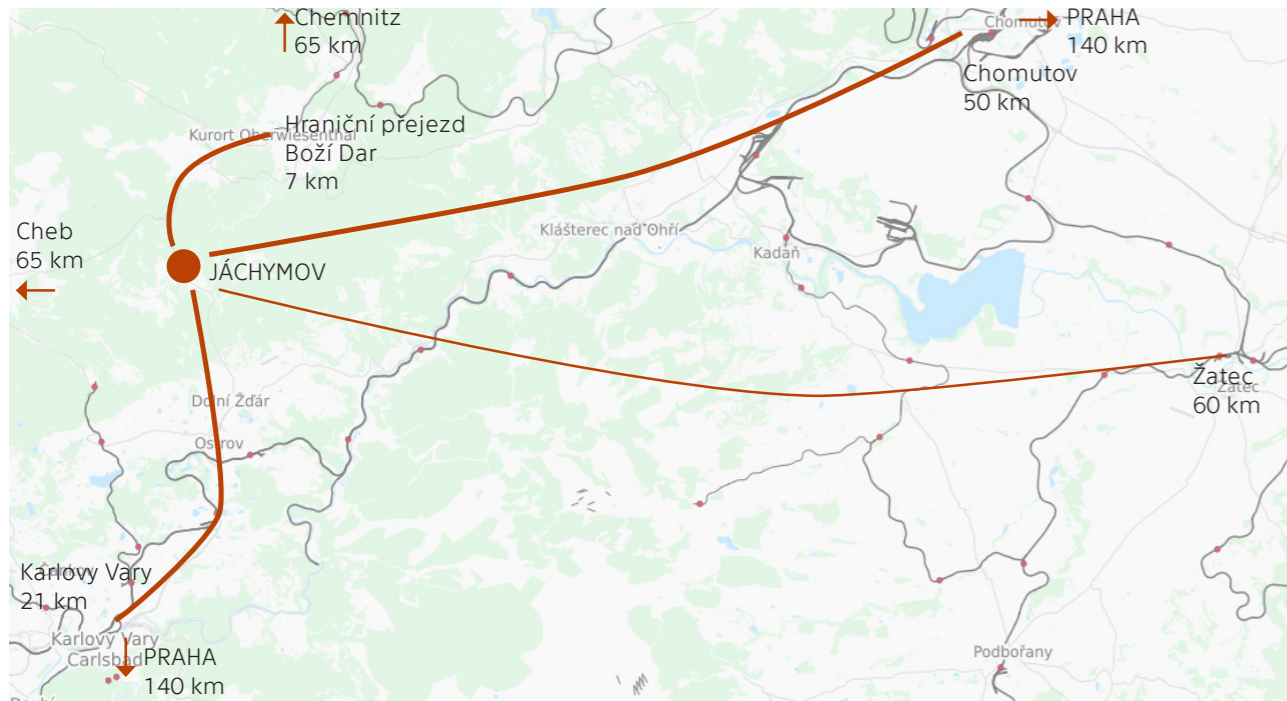 Chemnitz
65 km
Chomutov
PRAHA
140 km
Chomutov
50 km
Kurort Oberwiesenthal
Hraniční přejezd
Boží Dar
7 km
Cheb
65 km
Klášterec nad Ohří
Kadaň
JÁCHYMOV
Žatec
Žatec
60 km
Dolní Žďár
Ostrov
Karlovy Vary
21 km
Karlovy Vary
Carlsbad
PRAHA
140 km
Podbořany